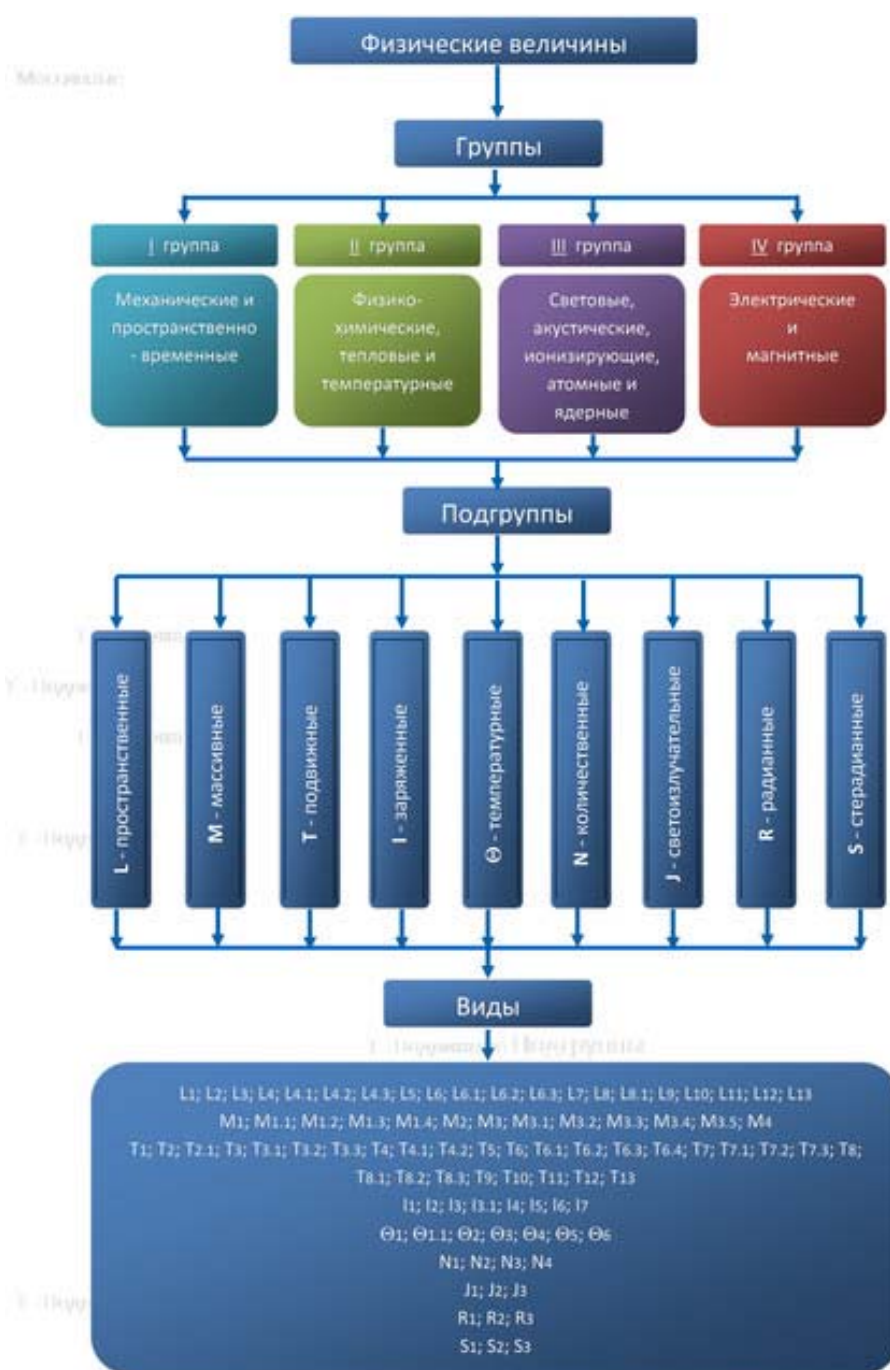 Физические величины
Группы
I группа
Механические и
пространственно
- временные
II группа
Физико-
химические,
тепловые и
температурные
III группа
Световые,
акустические,
ионизирующие,
атомные и
ядерные
IV группа
Электрические
и
магнитные
Подгруппы
L - пространственные
M - массивные
T - подвижные
I - заряженные
Θ - температурные
N - количественные
J - светоизлучательные
R - радианные
S - стерадианные
Виды
L1; L2; L3; L4; L4.1; L4.2; L4.3; L5; L6; L6.1; L6.2; L6.3; L7; L8; L8.1; L9; L10; L11; L12; L13
M1; M1.1; M1.2; M1.3; M1.4; M2; M3; M3.1; M3.2; M3.3; M3.4; M3.5; M4
T1; T2; T2.1; T3; T3.1; T3.2; T3.3; T4; T4.1; T4.2; T5; T6; T6.1; T6.2; T6.3; T6.4; T7; T7.1; T7.2; T7.3; T8;
T8.1; T8.2; T8.3; T9; T10; T11; T12; T13
I1; I2; I3; I3.1; I4; I5; I6; I7
Θ1; Θ1.1; Θ2; Θ3; Θ4; Θ5; Θ6
N1; N2; N3; N4
J1; J2; J3
R1; R2; R3
S1; S2; S3